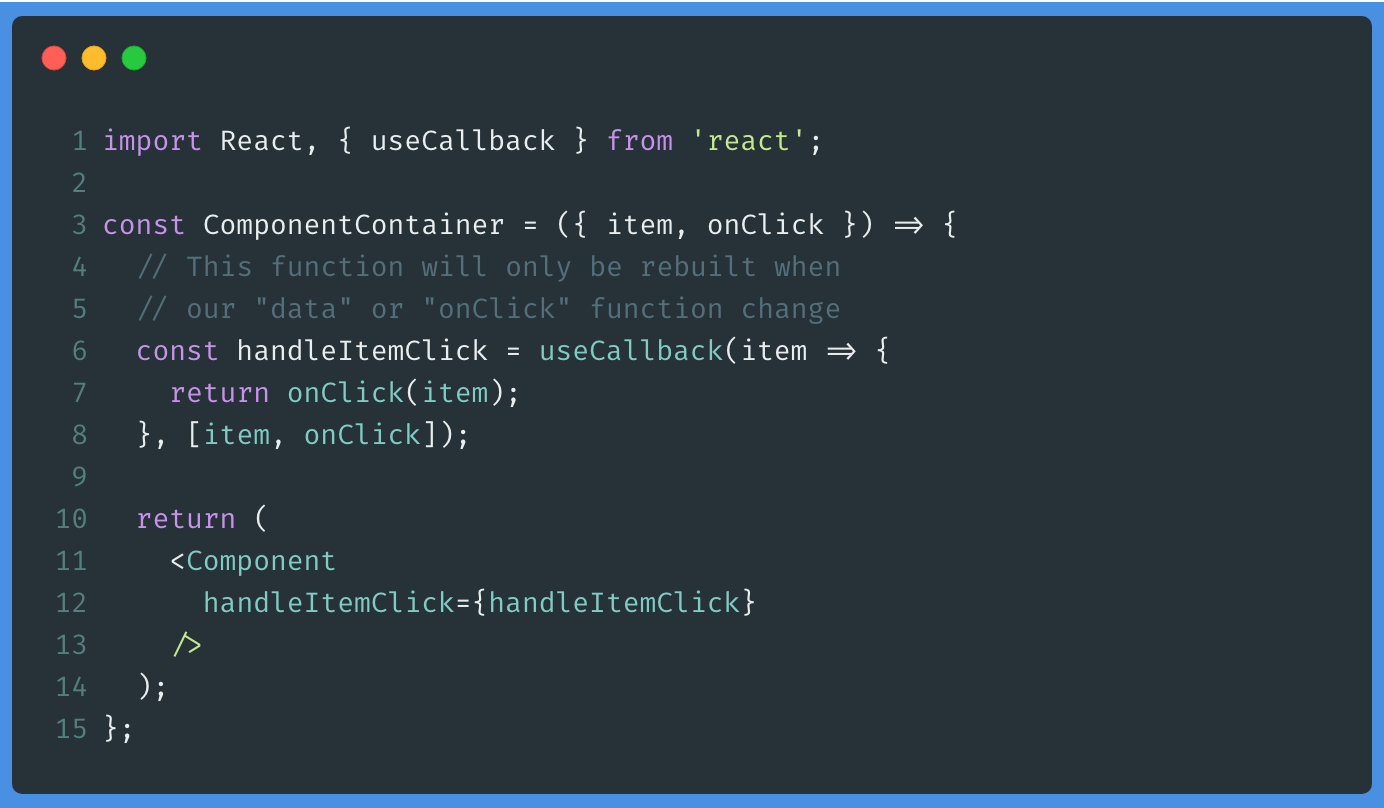 1 import React, { useCallback } from 'react';
2
3 const ComponentContainer = ({ item, onClick }) => {
4   // This function will only be rebuilt when
5   // our "data" or "onClick" function change
6   const handleItemClick = useCallback(item => {
7     return onClick(item);
8   }, [item, onClick]);
9
10   return (
11     <Component
12       handleItemClick={handleItemClick}
13     />
14   );
15 };